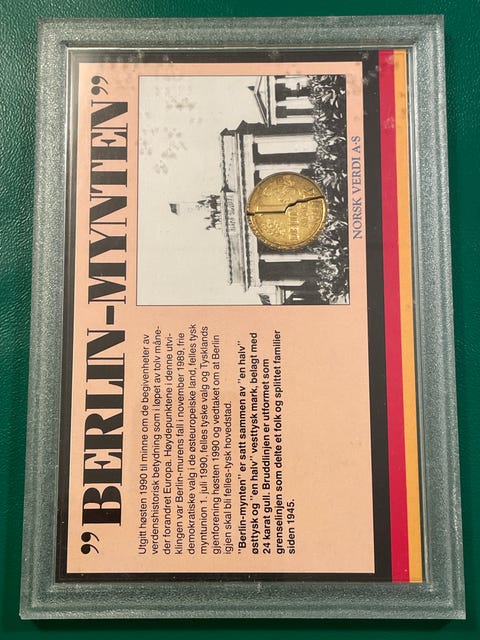 ”BERLIN-MYNTEN”
Utgitt høsten 1990 til minne om de begivenheter av
verdenshistorisk betydning som i løpet av tolv måne-
der forandret Europa. Høydepunktene i denne utvi-
klingen var Berlin-murens fall i november 1989, frie
demokratiske valg i de østeuropeiske land, felles tysk
myntunion 1. juli 1990, felles tyske valg og Tysklands
gjenforening høsten 1990 og vedtaket om at Berlin
igjen skal bli felles-tysk hovedstad.
”Berlin-mynten” er satt sammen av ”en halv”
østtysk og ”en halv” vesttysk mark, belagt med
24 karat gull. Bruddlinjen er utformet som
grenselinjen som delte et folk og splittet familier
siden 1945.
NORSK VERDI A·S